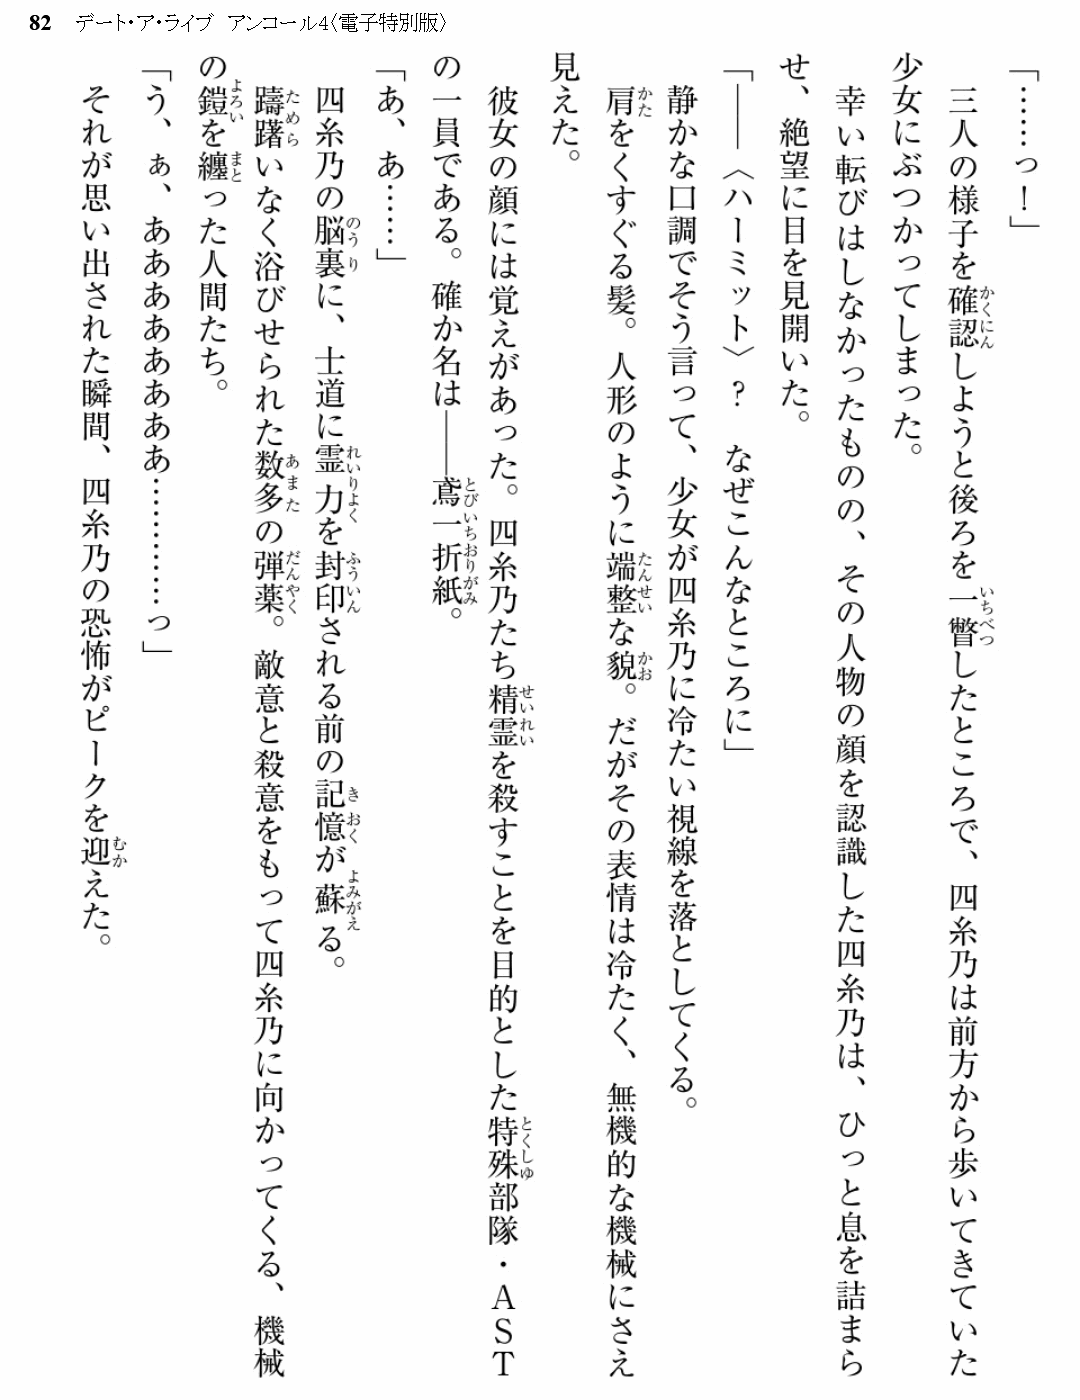 82 デート・ア・ライブ アンコール4〈電子特別版〉
「……っ！」
三人の様子を確認しようと後ろを一瞥したところで、四糸乃は前方から歩いてきていた
少女にぶつかってしまった。
幸い転びはしなかったものの、その人物の顔を認識した四糸乃は、ひっと息を詰まら
せ、絶望に目を見開いた。
「――〈ハーミット〉？　なぜこんなところに」
静かな口調でそう言って、少女が四糸乃に冷たい視線を落としてくる。
肩をくすぐる髪。人形のように端整な貌。だがその表情は冷たく、無機的な機械にさえ
見えた。
彼女の顔には覚えがあった。四糸乃たち精霊を殺すことを目的とした特殊部隊・ＡＳＴ
の一員である。確か名は――鳶一折紙。
「あ、あ……」
四糸乃の脳裏に、士道に霊力を封印される前の記憶が蘇る。
躊躇いなく浴びせられた数多の弾薬。敵意と殺意をもって四糸乃に向かってくる、機械
の鎧を纏った人間たち。
「う、ぁ、ああああああああ…………っ」
それが思い出された瞬間、四糸乃の恐怖がピークを迎えた。